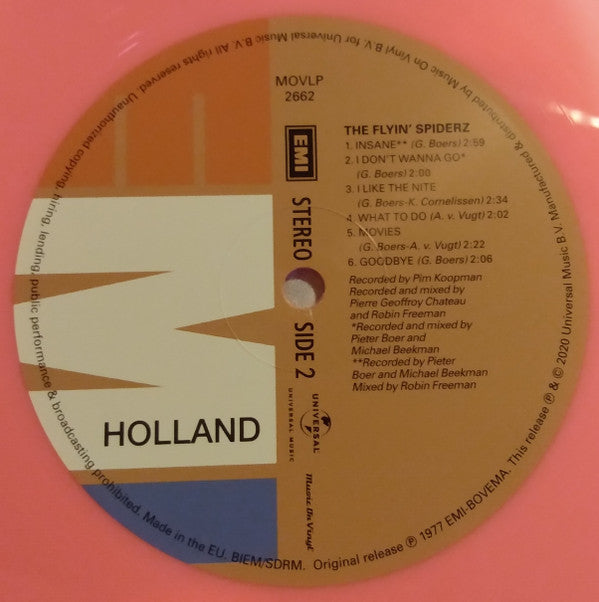 MOVLP
2662
THE FLYIN' SPIDERZ
1. INSANE** (G. Boers) 2:59
2. I DON'T WANNA GO*
(G. Boers) 2:00
3. I LIKE THE NITE
(G. Boers-K. Cornelissen) 2:34
4. WHAT TO DO (A. v. Vugt) 2:02
5. MOVIES
(G. Boers-A. v. Vugt) 2:22
6. GOODBYE (G. Boers) 2:06
Recorded by Pim Koopman
Recorded and mixed by
Pierre Geoffroy Chateau
and Robin Freeman
*Recorded and mixed by
Pieter Boer and
Michael Beekman
**Recorded by Pieter
Boer and Michael Beekman
Mixed by Robin Freeman
EMI
STEREO
SIDE 2
UNIVERSAL
UNIVERSAL MUSIC
Music On Vinyl
EMI
HOLLAND
Original release ℗ 1977 EMI-BOVEMA. This release ℗ & © 2020 Universal Music B.V. Manufactured & distributed by Music On Vinyl B.V. for Universal Music B.V. All rights reserved. Unauthorized copying, hiring, lending, public performance & broadcasting prohibited. Made in the EU. BIEM/SDRM.